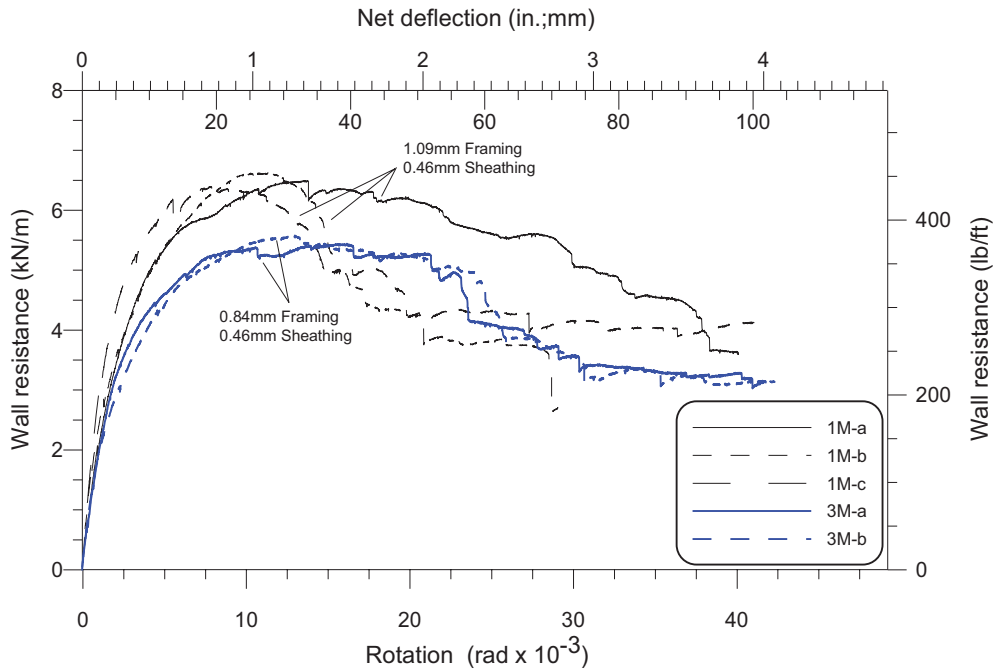 Net deflection (in.;mm)
0 1 2 3 4
8
20 40 60 80 100
1.09mm Framing
0.46mm Sheathing
6
400
Wall resistance (kN/m)
Wall resistance (lb/ft)
0.84mm Framing
0.46mm Sheathing
4
200
1M-a
1M-b
2
1M-c
3M-a
3M-b
0 0
0 10 20 30 40
Rotation (rad x 10-3)